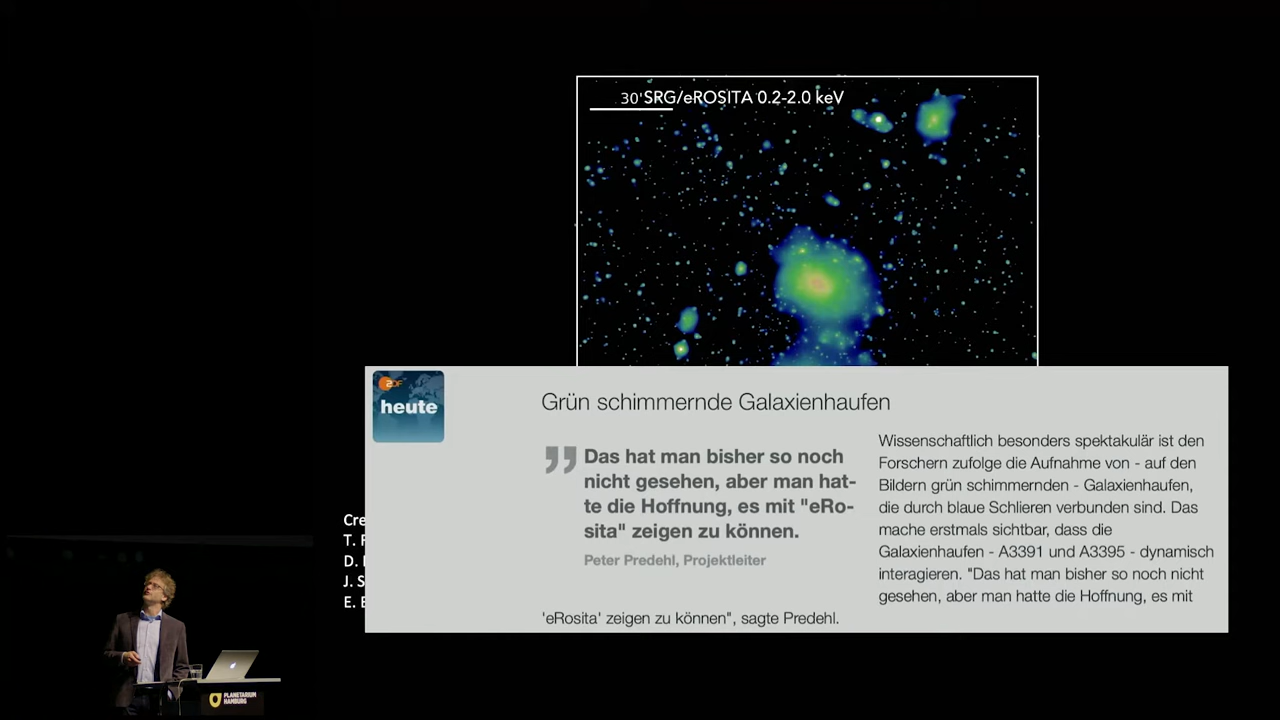 30' SRG/eROSITA 0.2-2.0 keV
ZDF
heute
Grün schimmernde Galaxienhaufen
Das hat man bisher so noch
nicht gesehen, aber man hat-
te die Hoffnung, es mit "eRo-
sita" zeigen zu können.
Peter Predehl, Projektleiter
'eRosita' zeigen zu können", sagte Predehl.
Wissenschaftlich besonders spektakulär ist den
Forschern zufolge die Aufnahme von - auf den
Bildern grün schimmernden - Galaxienhaufen,
die durch blaue Schlieren verbunden sind. Das
mache erstmals sichtbar, dass die
Galaxienhaufen - A3391 und A3395 - dynamisch
interagieren. "Das hat man bisher so noch nicht
gesehen, aber man hatte die Hoffnung, es mit
Cre
T.
D.
J. S
E.
PLANETARIUM
HAMBURG